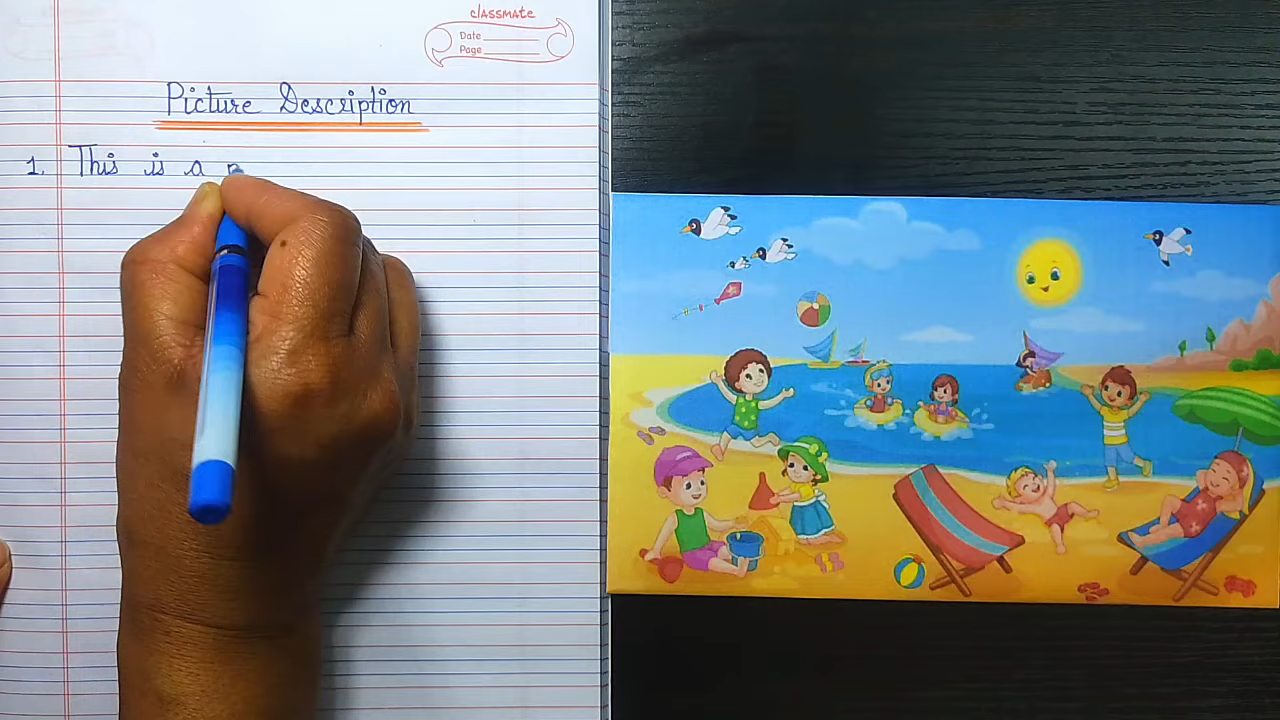 classmate
Date
Page
Picture Description
1. This is a